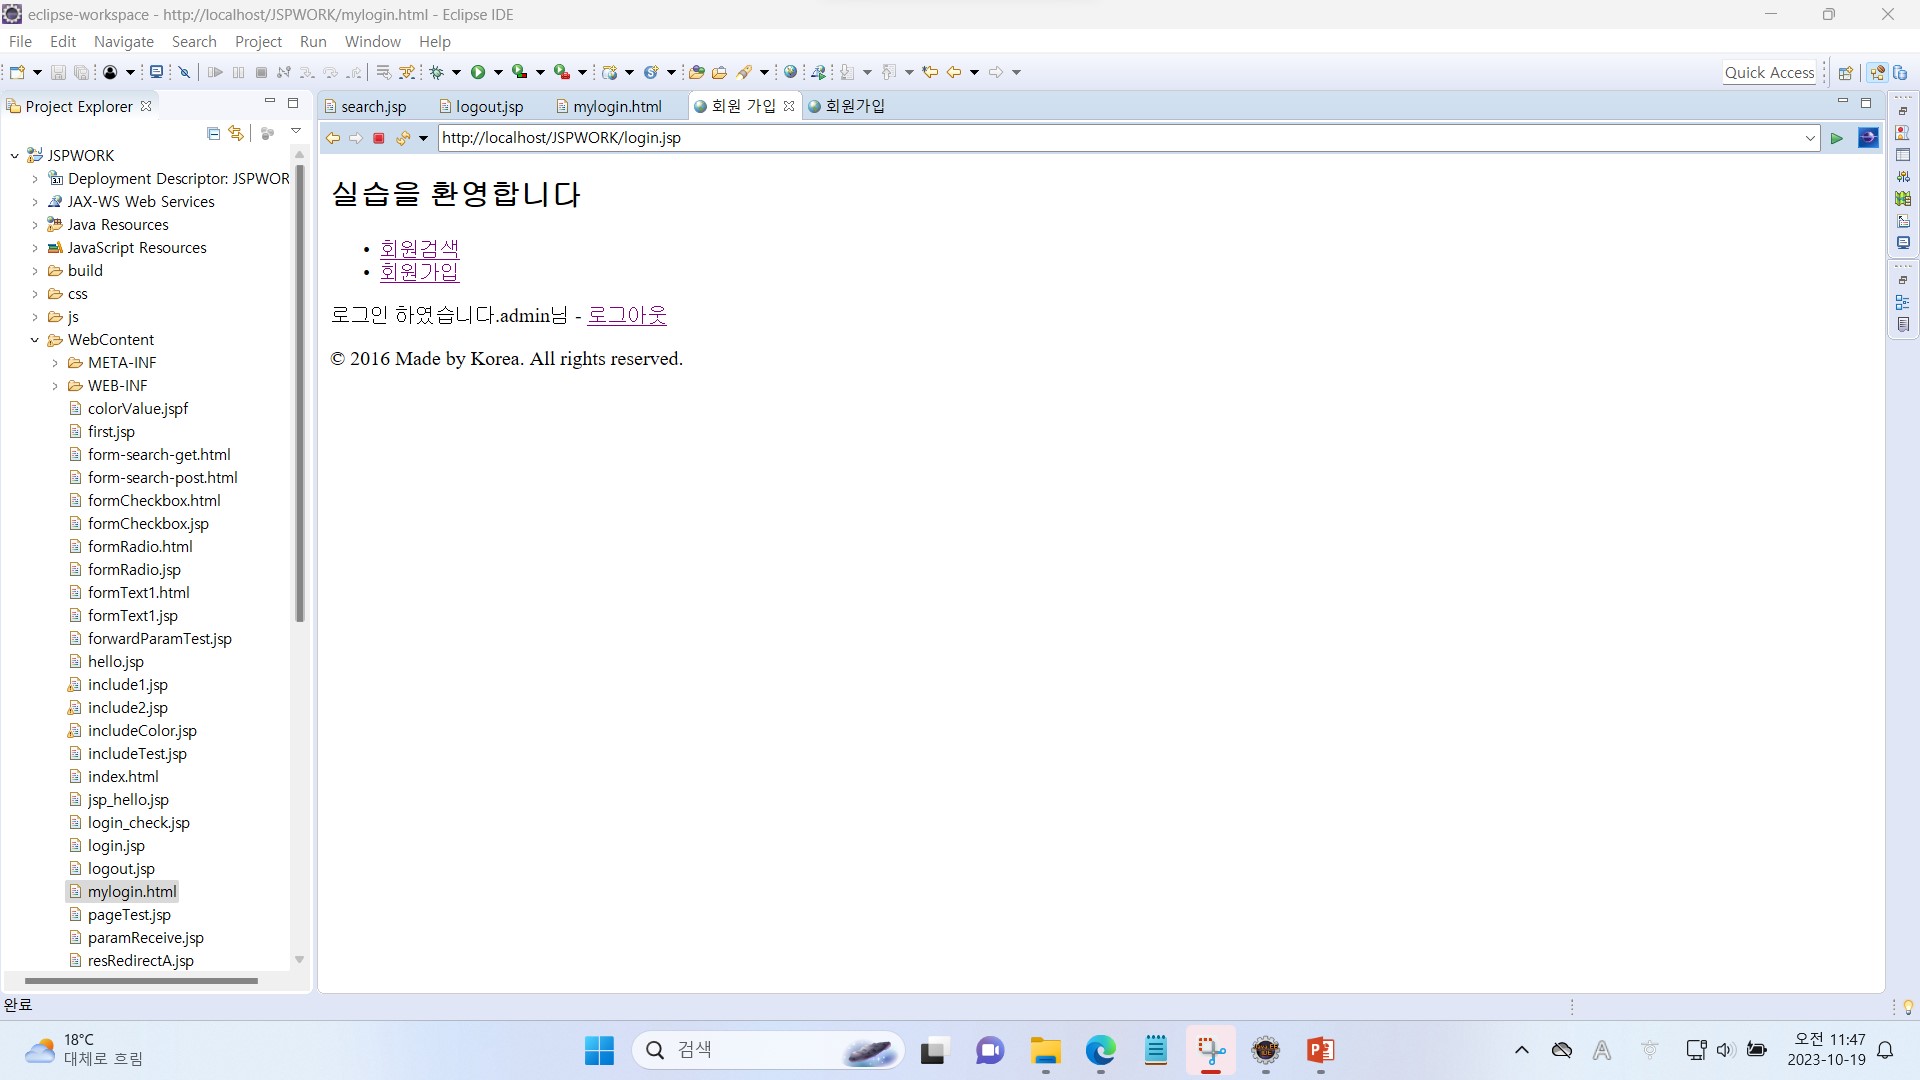 eclipse-workspace - http://localhost/JSPWORK/mylogin.html - Eclipse IDE
File Edit Navigate Search Project Run Window Help
Quick Access
Project Explorer
search.jsp logout.jsp mylogin.html 회원 가입 회원가입
http://localhost/JSPWORK/login.jsp
JSPWORK
Deployment Descriptor: JSPWOR
JAX-WS Web Services
Java Resources
JavaScript Resources
build
css
js
WebContent
META-INF
WEB-INF
colorValue.jspf
first.jsp
form-search-get.html
form-search-post.html
formCheckbox.html
formCheckbox.jsp
formRadio.html
formRadio.jsp
formText1.html
formText1.jsp
forwardParamTest.jsp
hello.jsp
include1.jsp
include2.jsp
includeColor.jsp
includeTest.jsp
index.html
jsp_hello.jsp
login_check.jsp
login.jsp
logout.jsp
mylogin.html
pageTest.jsp
paramReceive.jsp
resRedirectA.jsp
실습을 환영합니다
• 회원검색
• 회원가입
로그인 하였습니다.admin님 - 로그아웃
© 2016 Made by Korea. All rights reserved.
완료
18°C
대체로 흐림
검색
오전 11:47
2023-10-19